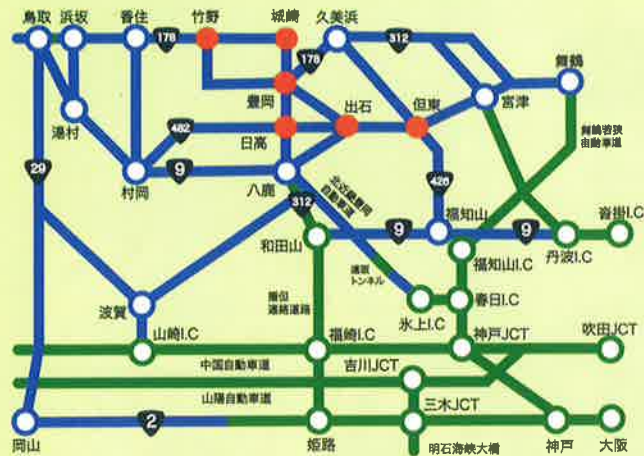 鳥取
浜坂
香住
竹野
城崎
久美浜
178
312
舞鶴
178
豊岡
出石
但東
宮津
湯村
482
日高
舞鶴若狭
自動車道
29
村岡
9
八鹿
北近畿豊岡
自動車道
426
312
和田山
9
福知山
9
丹波I.C
沓掛I.C
福知山I.C
遠阪
トンネル
波賀
播但
連絡道路
氷上I.C
春日I.C
山崎I.C
福崎I.C
神戸JCT
吹田JCT
中国自動車道
吉川JCT
山陽自動車道
三木JCT
2
岡山
姫路
明石海峡大橋
神戸
大阪